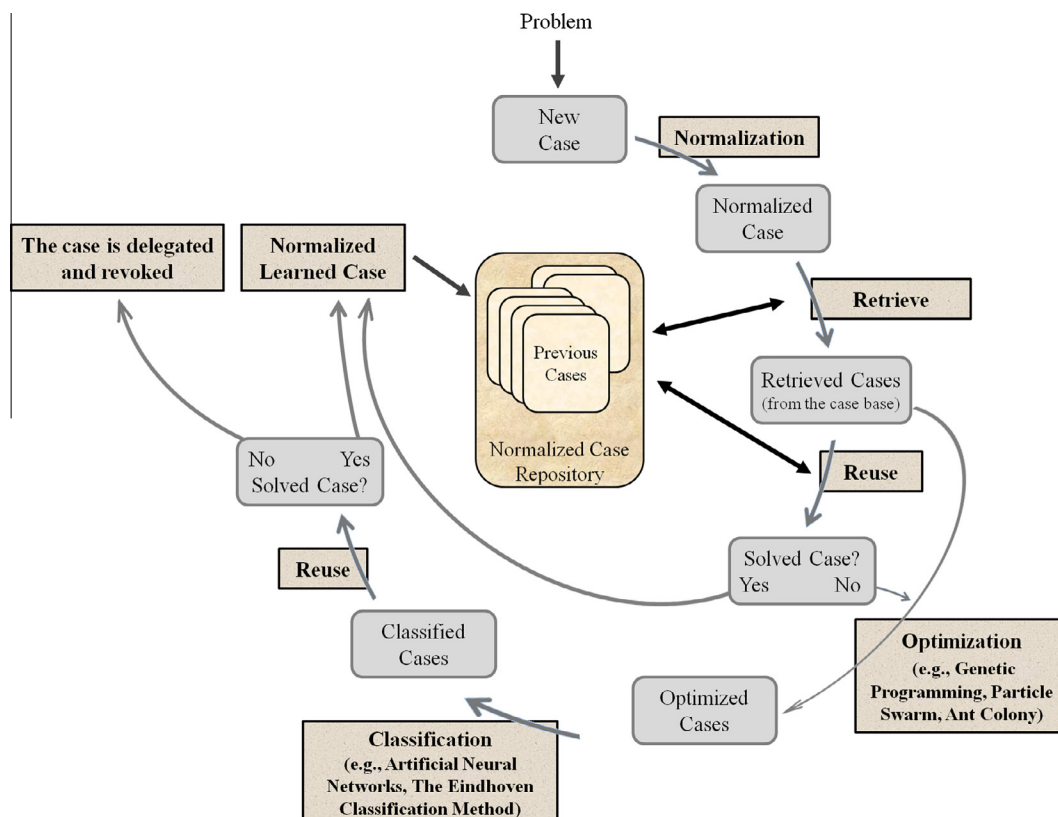 Problem
New
Case
Normalization
Normalized
Case
The case is delegated
and revoked
Normalized
Learned Case
Retrieve
Previous
Cases
Retrieved Cases
(from the case base)
Normalized Case
Repository
No Yes
Solved Case?
Reuse
Solved Case?
Yes No
Reuse
Classified
Cases
Optimization
(e.g., Genetic
Programming, Particle
Swarm, Ant Colony)
Optimized
Cases
Classification
(e.g., Artificial Neural
Networks, The Eindhoven
Classification Method)